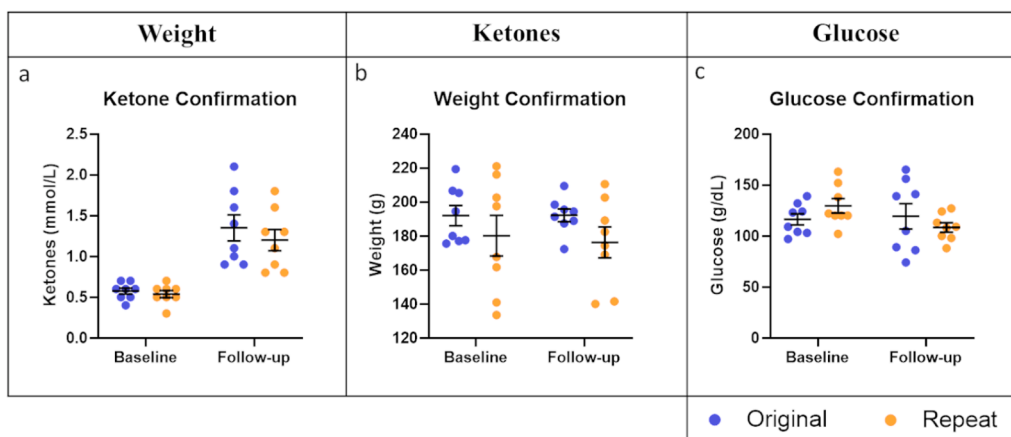 Weight
Ketones
Glucose
a
Ketone Confirmation
Ketones (mmol/L)
2.5
2.0
1.5
1.0
0.5
0.0
Baseline
Follow-up
b
Weight Confirmation
Weight (g)
240
220
200
180
160
140
120
Baseline
Follow-up
c
Glucose Confirmation
Glucose (g/dL)
200
150
100
50
0
Baseline
Follow-up
Original
Repeat